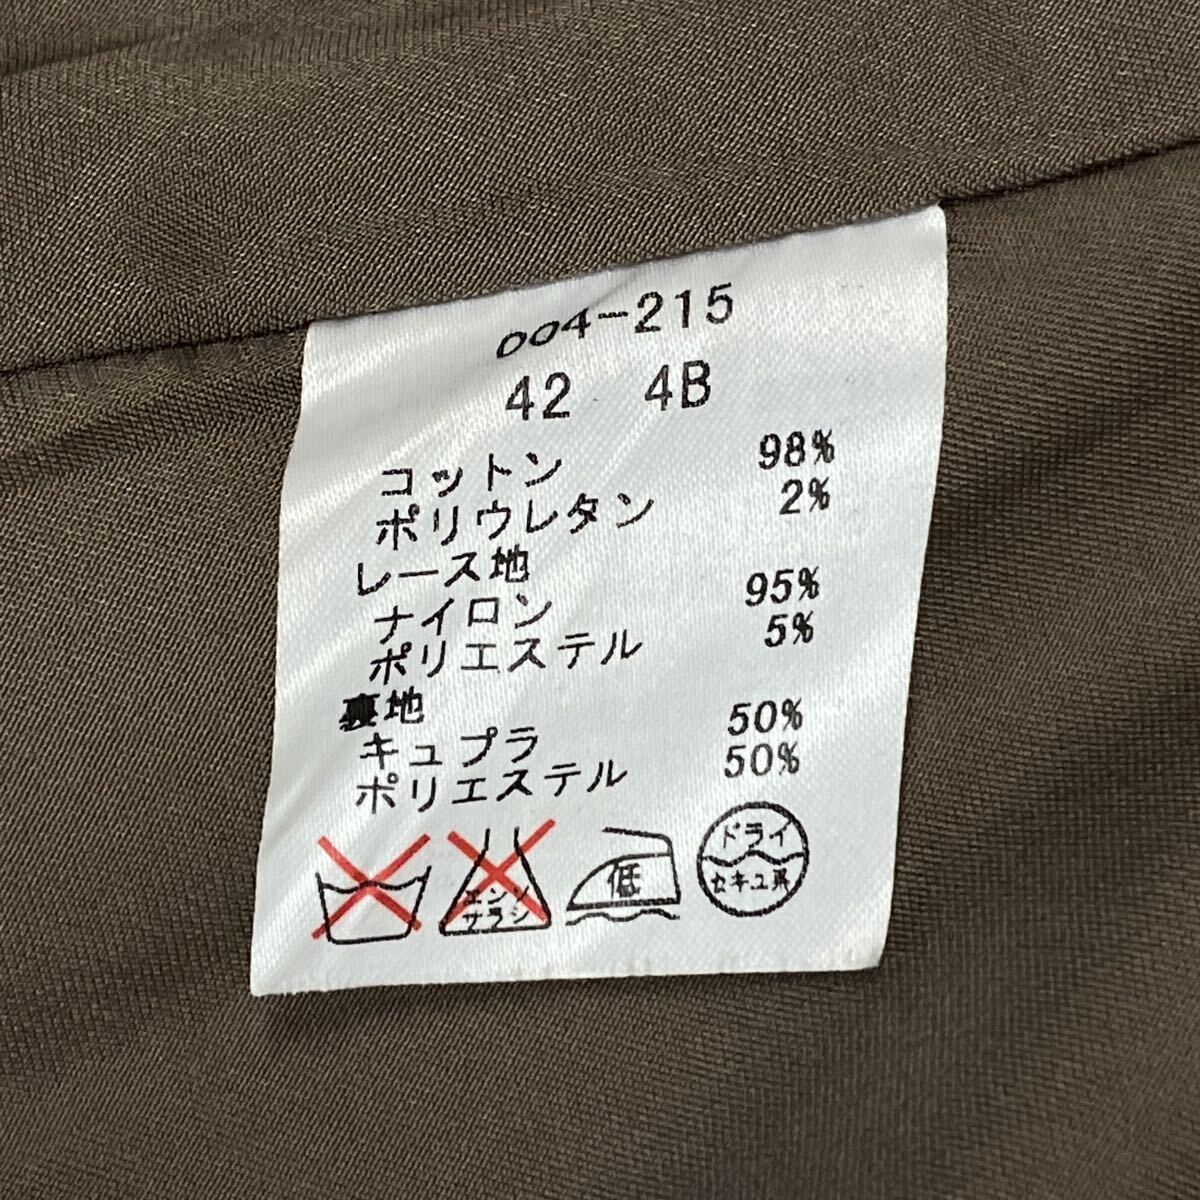 004-215
42 4B
コットン 98%
ポリウレタン 2%
レース地
ナイロン 95%
ポリエステル 5%
裏地
キュプラ 50%
ポリエステル 50%
エンソ
サラシ
低
ドライ
セキユ系